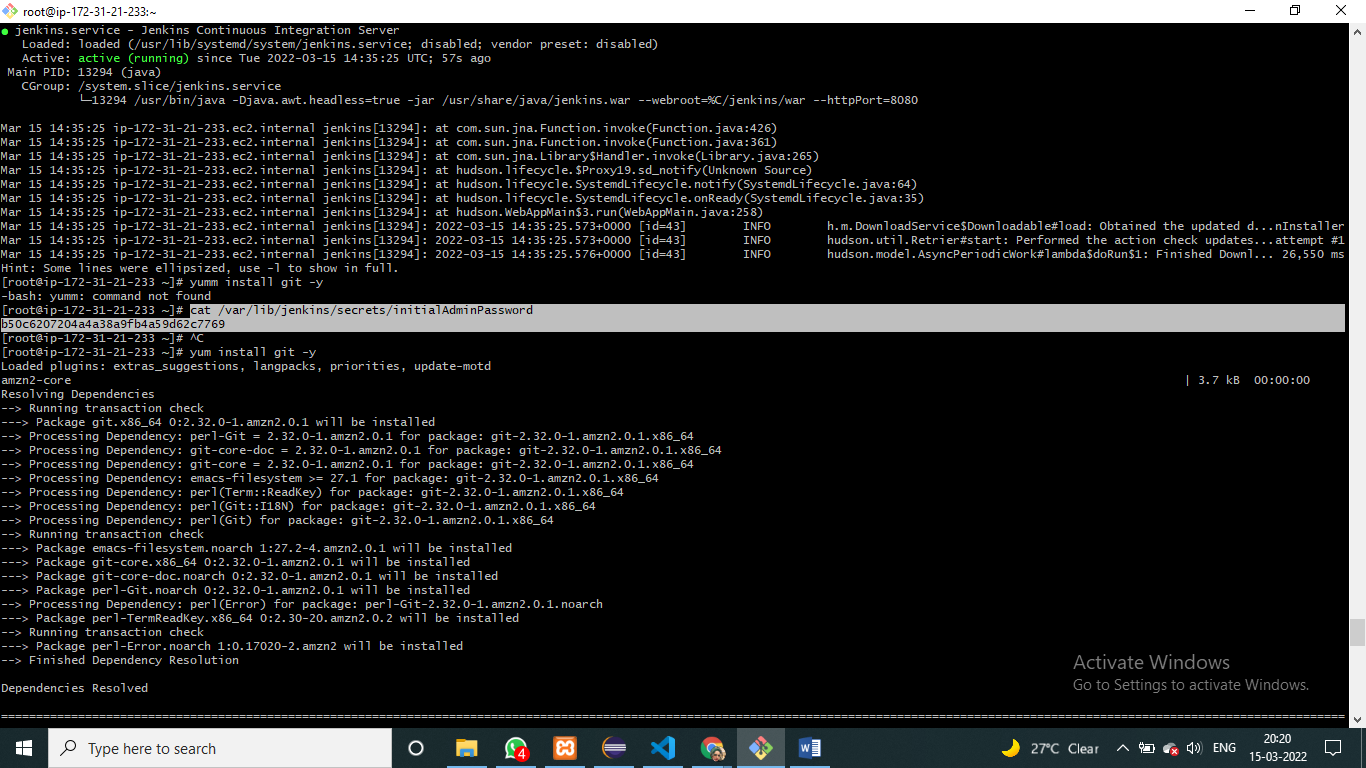 root@ip-172-31-21-233:~
● jenkins.service - Jenkins Continuous Integration Server
Loaded: loaded (/usr/lib/systemd/system/jenkins.service; disabled; vendor preset: disabled)
Active: active (running) since Tue 2022-03-15 14:35:25 UTC; 57s ago
Main PID: 13294 (java)
CGroup: /system.slice/jenkins.service
└─13294 /usr/bin/java -Djava.awt.headless=true -jar /usr/share/java/jenkins.war --webroot=%C/jenkins/war --httpPort=8080
Mar 15 14:35:25 ip-172-31-21-233.ec2.internal jenkins[13294]: at com.sun.jna.Function.invoke(Function.java:426)
Mar 15 14:35:25 ip-172-31-21-233.ec2.internal jenkins[13294]: at com.sun.jna.Function.invoke(Function.java:361)
Mar 15 14:35:25 ip-172-31-21-233.ec2.internal jenkins[13294]: at com.sun.jna.Library$Handler.invoke(Library.java:265)
Mar 15 14:35:25 ip-172-31-21-233.ec2.internal jenkins[13294]: at hudson.lifecycle.$Proxy19.sd_notify(Unknown Source)
Mar 15 14:35:25 ip-172-31-21-233.ec2.internal jenkins[13294]: at hudson.lifecycle.SystemdLifecycle.notify(SystemdLifecycle.java:64)
Mar 15 14:35:25 ip-172-31-21-233.ec2.internal jenkins[13294]: at hudson.lifecycle.SystemdLifecycle.onReady(SystemdLifecycle.java:35)
Mar 15 14:35:25 ip-172-31-21-233.ec2.internal jenkins[13294]: at hudson.WebAppMain$3.run(WebAppMain.java:258)
Mar 15 14:35:25 ip-172-31-21-233.ec2.internal jenkins[13294]: 2022-03-15 14:35:25.573+0000 [id=43] INFO h.m.DownloadService$Downloadable#load: Obtained the updated d...nInstaller
Mar 15 14:35:25 ip-172-31-21-233.ec2.internal jenkins[13294]: 2022-03-15 14:35:25.573+0000 [id=43] INFO hudson.util.Retrier#start: Performed the action check updates...attempt #1
Mar 15 14:35:25 ip-172-31-21-233.ec2.internal jenkins[13294]: 2022-03-15 14:35:25.576+0000 [id=43] INFO hudson.model.AsyncPeriodicWork#lambda$doRun$1: Finished Downl... 26,550 ms
Hint: Some lines were ellipsized, use -l to show in full.
[root@ip-172-31-21-233 ~]# yumm install git -y
-bash: yumm: command not found
[root@ip-172-31-21-233 ~]# cat /var/lib/jenkins/secrets/initialAdminPassword
b50c6207204a4a38a9fb4a59d62c7769
[root@ip-172-31-21-233 ~]# ^C
[root@ip-172-31-21-233 ~]# yum install git -y
Loaded plugins: extras_suggestions, langpacks, priorities, update-motd
amzn2-core | 3.7 kB 00:00:00
Resolving Dependencies
--> Running transaction check
---> Package git.x86_64 0:2.32.0-1.amzn2.0.1 will be installed
--> Processing Dependency: perl-Git = 2.32.0-1.amzn2.0.1 for package: git-2.32.0-1.amzn2.0.1.x86_64
--> Processing Dependency: git-core-doc = 2.32.0-1.amzn2.0.1 for package: git-2.32.0-1.amzn2.0.1.x86_64
--> Processing Dependency: git-core = 2.32.0-1.amzn2.0.1 for package: git-2.32.0-1.amzn2.0.1.x86_64
--> Processing Dependency: emacs-filesystem >= 27.1 for package: git-2.32.0-1.amzn2.0.1.x86_64
--> Processing Dependency: perl(Term::ReadKey) for package: git-2.32.0-1.amzn2.0.1.x86_64
--> Processing Dependency: perl(Git::I18N) for package: git-2.32.0-1.amzn2.0.1.x86_64
--> Processing Dependency: perl(Git) for package: git-2.32.0-1.amzn2.0.1.x86_64
--> Running transaction check
---> Package emacs-filesystem.noarch 1:27.2-4.amzn2.0.1 will be installed
---> Package git-core.x86_64 0:2.32.0-1.amzn2.0.1 will be installed
---> Package git-core-doc.noarch 0:2.32.0-1.amzn2.0.1 will be installed
---> Package perl-Git.noarch 0:2.32.0-1.amzn2.0.1 will be installed
--> Processing Dependency: perl(Error) for package: perl-Git-2.32.0-1.amzn2.0.1.noarch
---> Package perl-TermReadKey.x86_64 0:2.30-20.amzn2.0.2 will be installed
--> Running transaction check
---> Package perl-Error.noarch 1:0.17020-2.amzn2 will be installed
--> Finished Dependency Resolution
Activate Windows
Go to Settings to activate Windows.
Dependencies Resolved
Type here to search
4
27°C Clear
ENG
20:20
15-03-2022